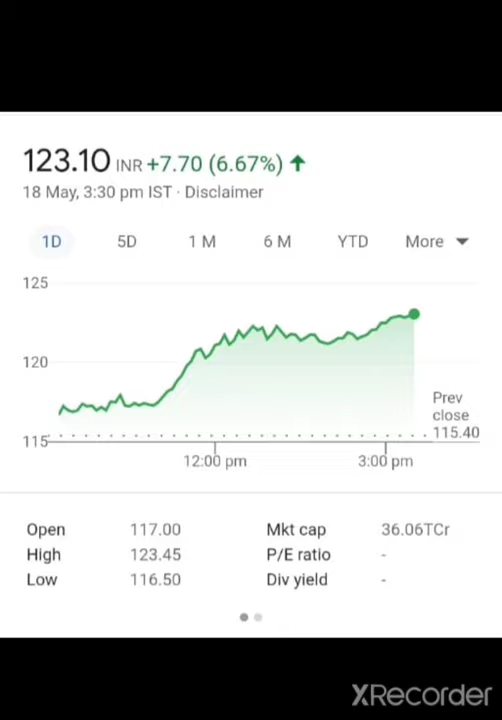 123.10 INR +7.70 (6.67%) ↑
18 May, 3:30 pm IST · Disclaimer
1D 5D 1 M 6 M YTD More
125
120
115
Prev
close
115.40
12:00 pm 3:00 pm
Open 117.00 Mkt cap 36.06TCr
High 123.45 P/E ratio -
Low 116.50 Div yield -
XRecorder